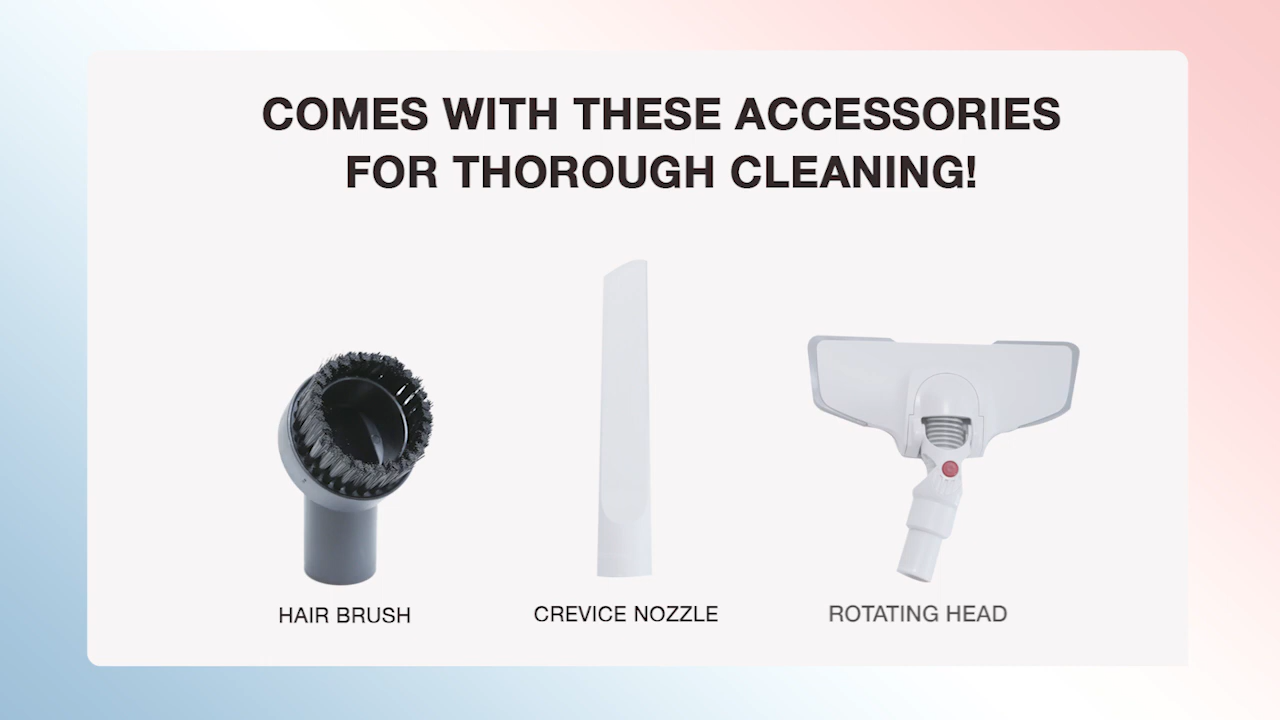 COMES WITH THESE ACCESSORIES
FOR THOROUGH CLEANING!
HAIR BRUSH
CREVICE NOZZLE
ROTATING HEAD